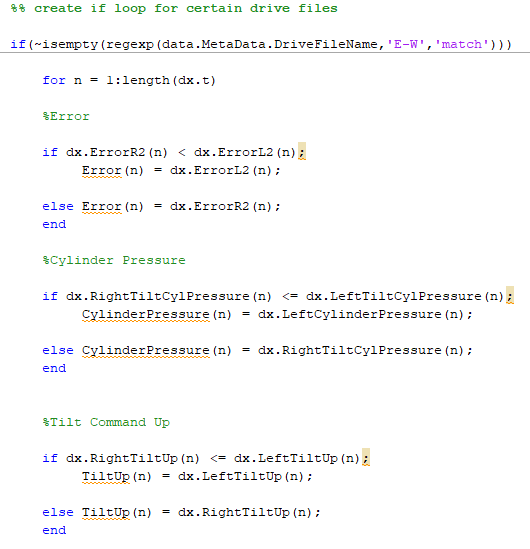 %% create if loop for certain drive files
if(~isempty(regexp(data.MetaData.DriveFileName,'E-W','match')))
for n = 1:length(dx.t)
%Error
if dx.ErrorR2(n) < dx.ErrorL2(n);
Error(n) = dx.ErrorL2(n);
else Error(n) = dx.ErrorR2(n);
end
%Cylinder Pressure
if dx.RightTiltCylPressure(n) <= dx.LeftTiltCylPressure(n);
CylinderPressure(n) = dx.LeftCylinderPressure(n);
else CylinderPressure(n) = dx.RightTiltCylPressure(n);
end
%Tilt Command Up
if dx.RightTiltUp(n) <= dx.LeftTiltUp(n);
TiltUp(n) = dx.LeftTiltUp(n);
else TiltUp(n) = dx.RightTiltUp(n);
end